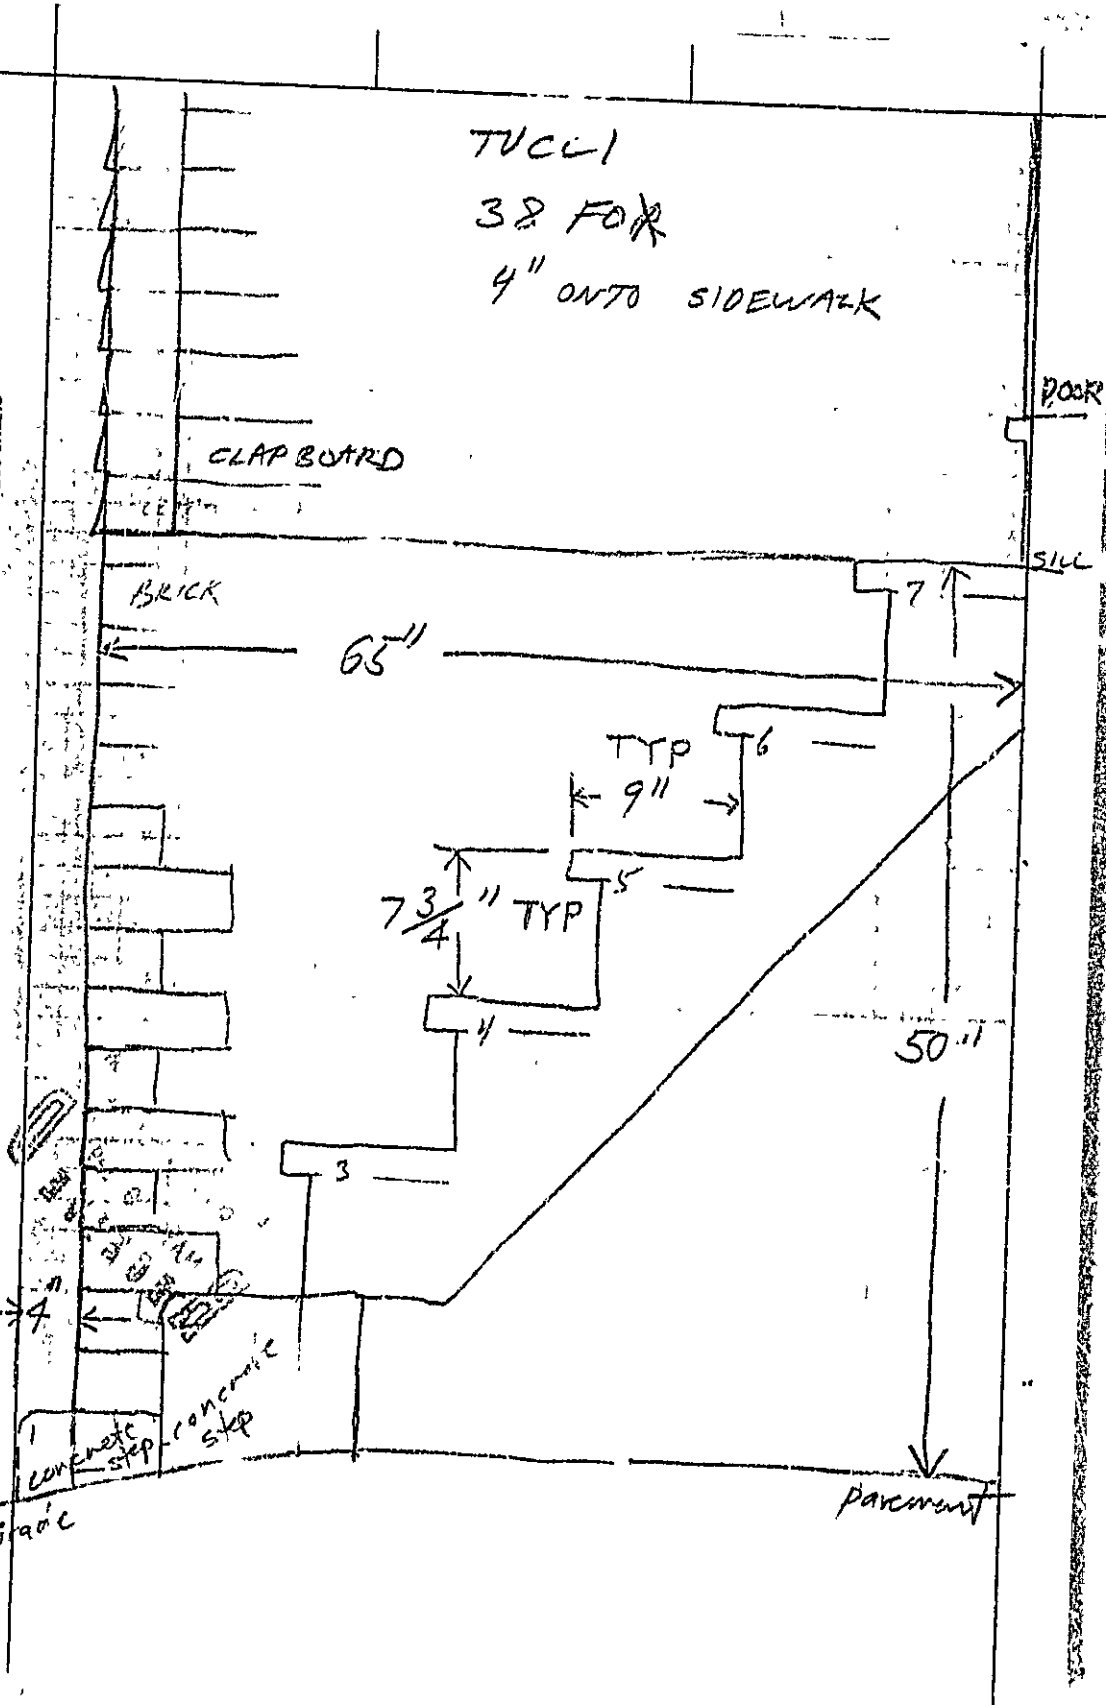 TUCCI
38 FOX
4" ONTO SIDEWALK
DOOR
CLAPBOARD
SILL
BRICK
7
65"
6
TYP
9"
5
7 3/4" TYP
4
50"
3
4"
1
concrete step
concrete step
pavement
grade